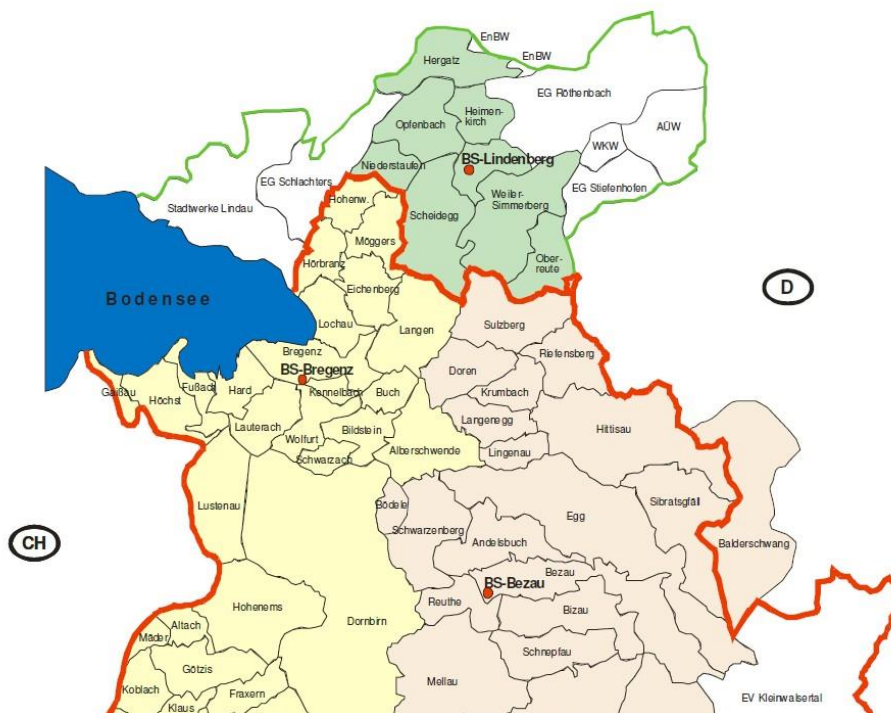 EnBW
EnBW
Hergatz
EG Röthenbach
Heimen-
kirch
Opfenbach
AÜW
WKW
BS-Lindenberg
Niederstaufen
EG Schlachters
EG Stiefenhofen
Weiler-
Simmerberg
Stadtwerke Lindau
Hohenw.
Scheidegg
Möggers
Ober-
reute
Hörbranz
D
Eichenberg
Bodensee
Lochau
Langen
Sulzberg
Bregenz
Riefensberg
BS-Bregenz
Doren
Gaißau
Fußach
Hard
Kennelbach
Buch
Krumbach
Höchst
Langenegg
Hittisau
Lauterach
Wolfurt
Bildstein
Alberschwende
Lingenau
Schwarzach
Lustenau
Bödele
Egg
Sibratsgfäll
Schwarzenberg
CH
Andelsbuch
Balderschwang
Bezau
BS-Bezau
Reuthe
Hohenems
Bizau
Dornbirn
Altach
Mäder
Schnepfau
Götzis
Mellau
Koblach
Fraxern
EV Kleinwalsertal
Klaus